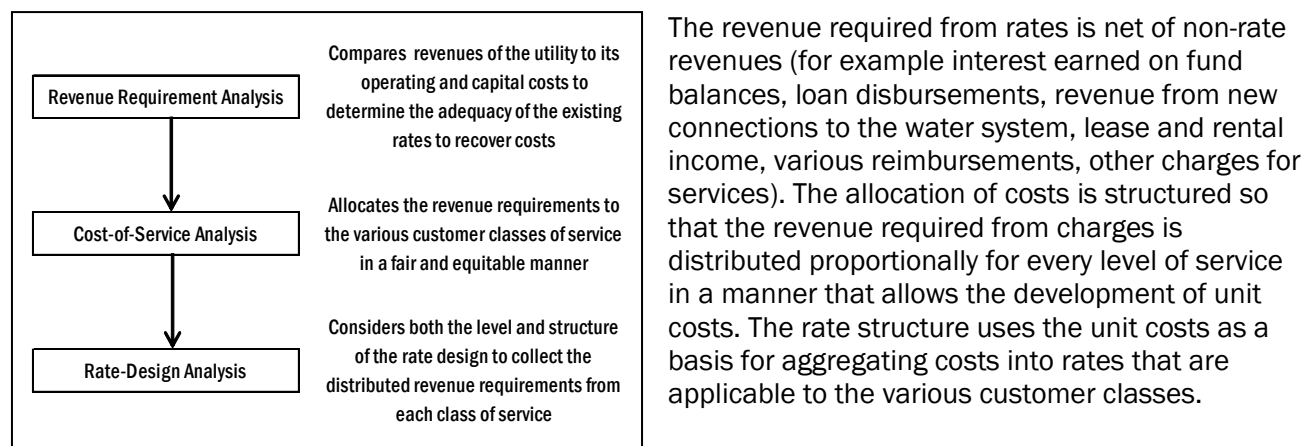 Revenue Requirement Analysis
Compares revenues of the utility to its
operating and capital costs to
determine the adequacy of the existing
rates to recover costs
Cost-of-Service Analysis
Allocates the revenue requirements to
the various customer classes of service
in a fair and equitable manner
Rate-Design Analysis
Considers both the level and structure
of the rate design to collect the
distributed revenue requirements from
each class of service
The revenue required from rates is net of non-rate
revenues (for example interest earned on fund
balances, loan disbursements, revenue from new
connections to the water system, lease and rental
income, various reimbursements, other charges for
services). The allocation of costs is structured so
that the revenue required from charges is
distributed proportionally for every level of service
in a manner that allows the development of unit
costs. The rate structure uses the unit costs as a
basis for aggregating costs into rates that are
applicable to the various customer classes.